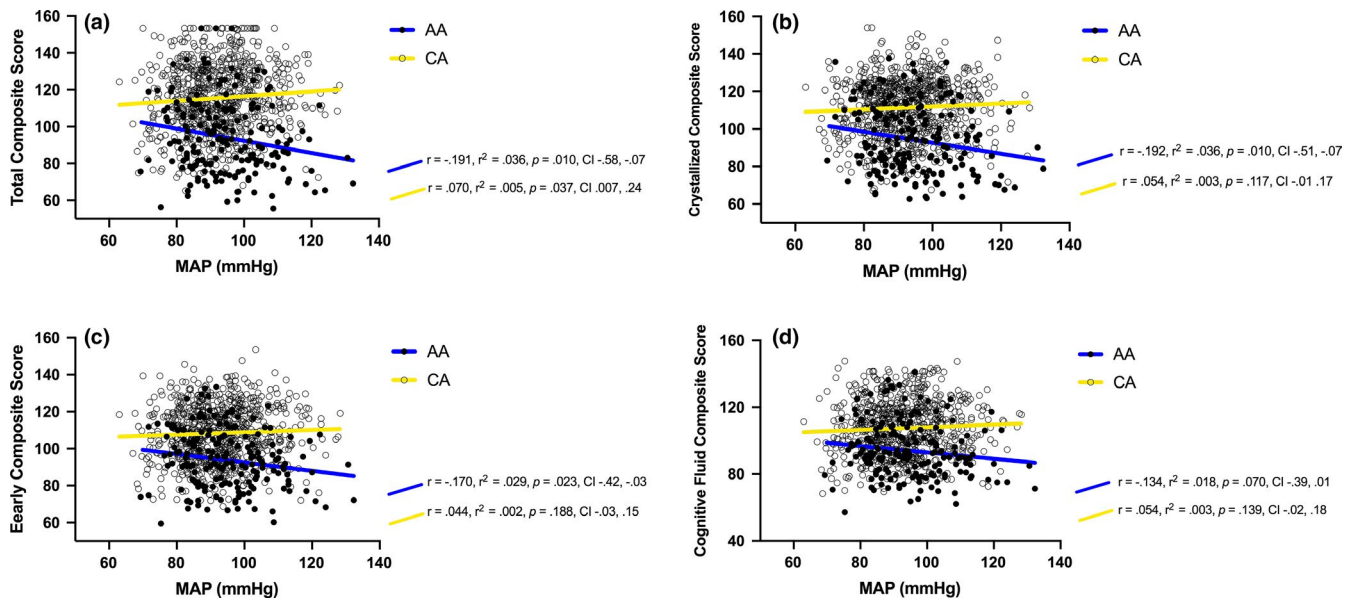 (a)
Total Composite Score
160
140
120
100
80
60
60 80 100 120 140
MAP (mmHg)
AA
CA
r = -.191, r² = .036, p = .010, CI -.58, -.07
r = .070, r² = .005, p = .037, CI .007, .24
(b)
Crystalized Composite Score
160
140
120
100
80
60
60 80 100 120 140
MAP (mmHg)
AA
CA
r = -.192, r² = .036, p = .010, CI -.51, -.07
r = .054, r² = .003, p = .117, CI -.01 .17
(c)
Eearly Composite Score
160
140
120
100
80
60
60 80 100 120 140
MAP (mmHg)
AA
CA
r = -.170, r² = .029, p = .023, CI -.42, -.03
r = .044, r² = .002, p = .188, CI -.03, .15
(d)
Cognitive Fluid Composite Score
160
120
80
40
60 80 100 120 140
MAP (mmHg)
AA
CA
r = -.134, r² = .018, p = .070, CI -.39, .01
r = .054, r² = .003, p = .139, CI -.02, .18